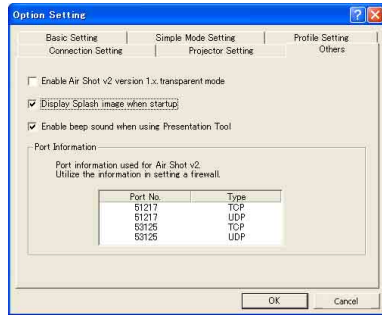 Option Setting
Basic Setting Simple Mode Setting Profile Setting
Connection Setting Projector Setting Others
Enable Air Shot v2 version 1.x. transparent mode
Display Splash image when startup
Enable beep sound when using Presentation Tool
Port Information
Port information used for Air Shot v2.
Utilize the information in setting a firewall.
Port No. Type
51217 TCP
51217 UDP
53125 TCP
53125 UDP
OK Cancel